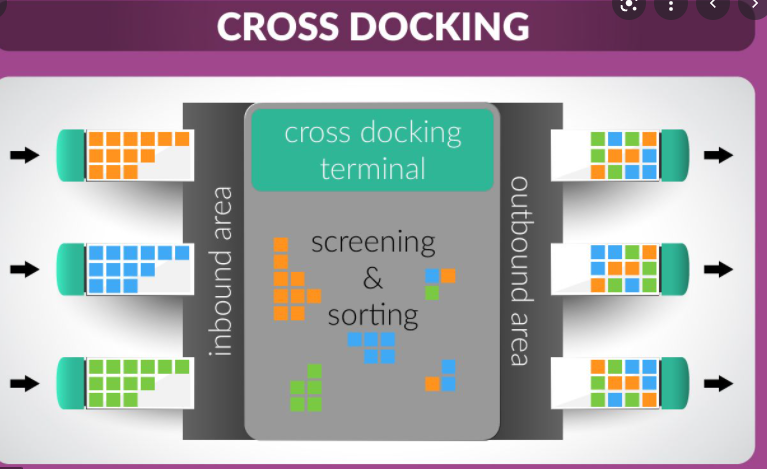 CROSS DOCKING
cross docking
terminal
inbound area
screening
&
sorting
outbound area